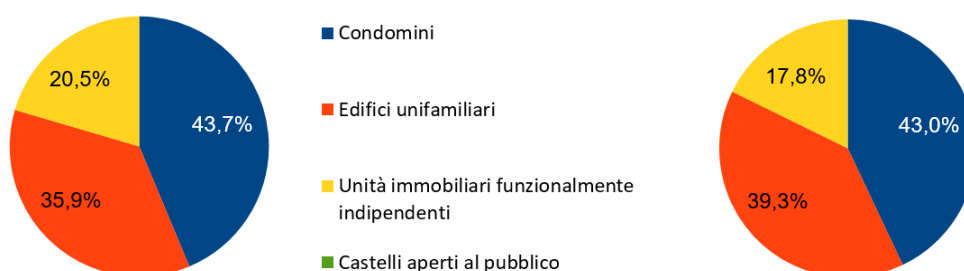 20,5%
43,7%
35,9%
Condomini
Edifici unifamiliari
Unità immobiliari funzionalmente
indipendenti
Castelli aperti al pubblico
17,8%
43,0%
39,3%